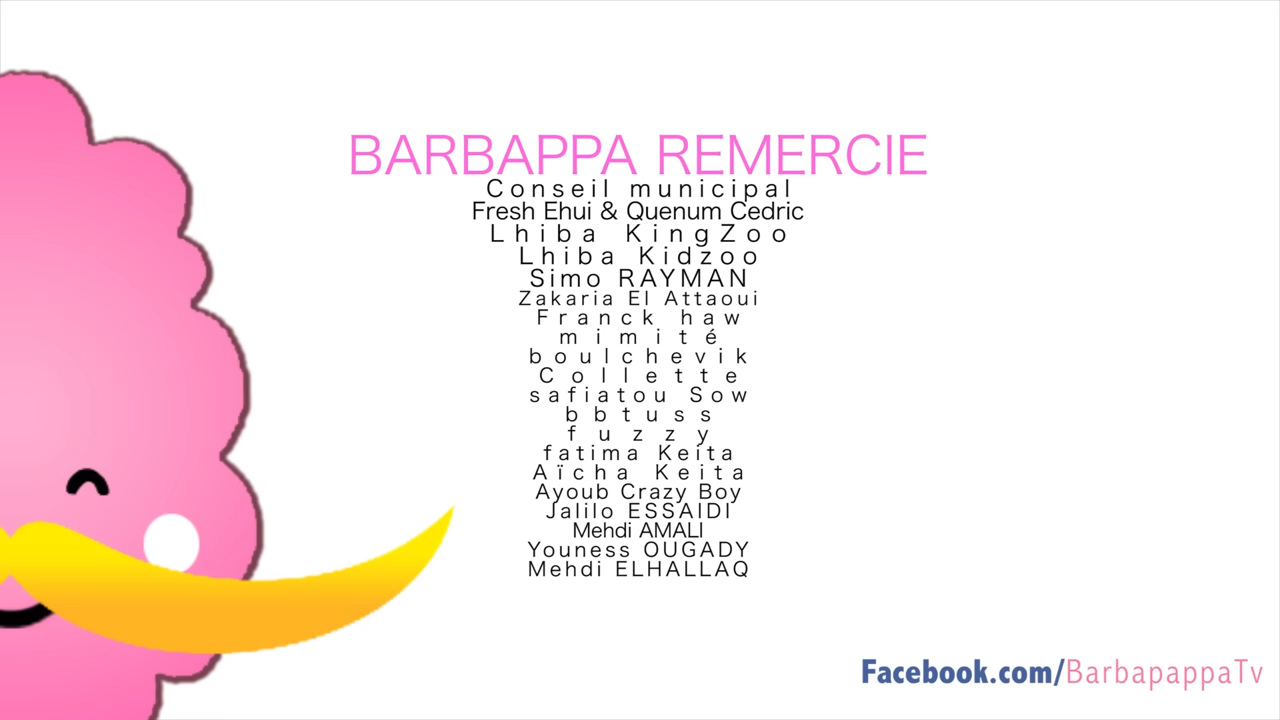 BARBAPPA REMERCIE
Conseil municipal
Fresh Ehui & Quenum Cedric
Lhiba KingZoo
Lhiba Kidzoo
Simo RAYMAN
Zakaria El Attaoui
Franck haw
mimité
boulchevik
Collette
safiatou Sow
bbtuss
fuzzy
fatima Keita
Aïcha Keita
Ayoub Crazy Boy
Jalilo ESSAIDI
Mehdi AMALI
Youness OUGADY
Mehdi ELHALLAQ
Facebook.com/BarbapappaTv